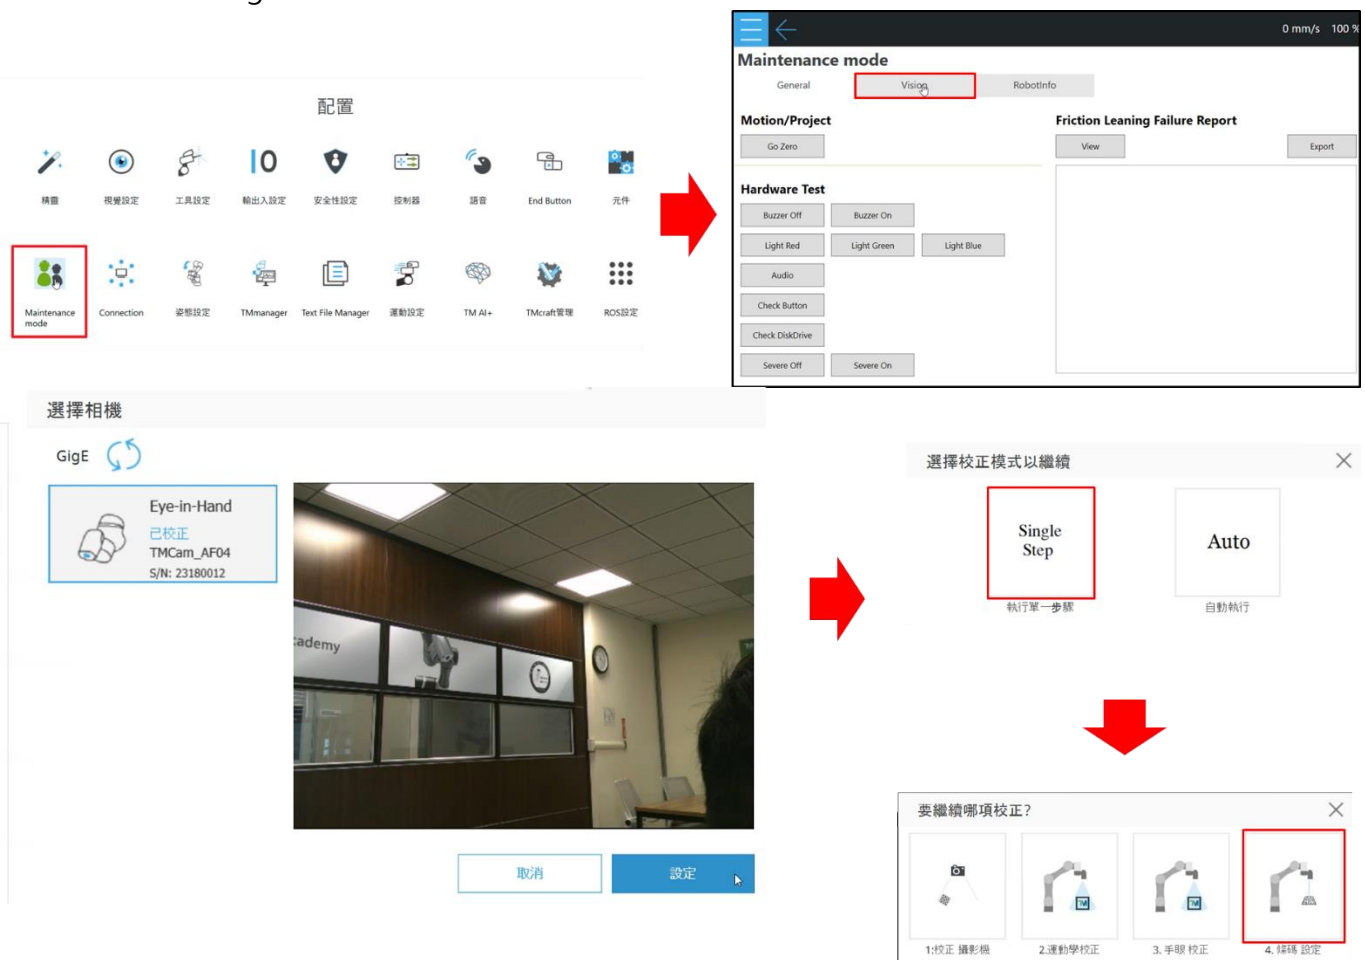 配置
精靈
視覺設定
工具設定
輸出入設定
安全性設定
控制器
語音
End Button
元件
Maintenance mode
Connection
姿態設定
TMmanager
Text File Manager
運動設定
TM AI+
TMcraft管理
ROS設定
0 mm/s 100 %
Maintenance mode
General
Vision
RobotInfo
Motion/Project
Go Zero
Friction Leaning Failure Report
View
Export
Hardware Test
Buzzer Off
Buzzer On
Light Red
Light Green
Light Blue
Audio
Check Button
Check DiskDrive
Severe Off
Severe On
選擇相機
GigE
Eye-in-Hand
已校正
TMCam_AF04
S/N: 23180012
cademy
取消
設定
選擇校正模式以繼續
Single
Step
Auto
執行單一步驟
自動執行
要繼續哪項校正?
TM
TM
1:校正 攝影機
2.運動學校正
3. 手眼 校正
4. 條碼 設定